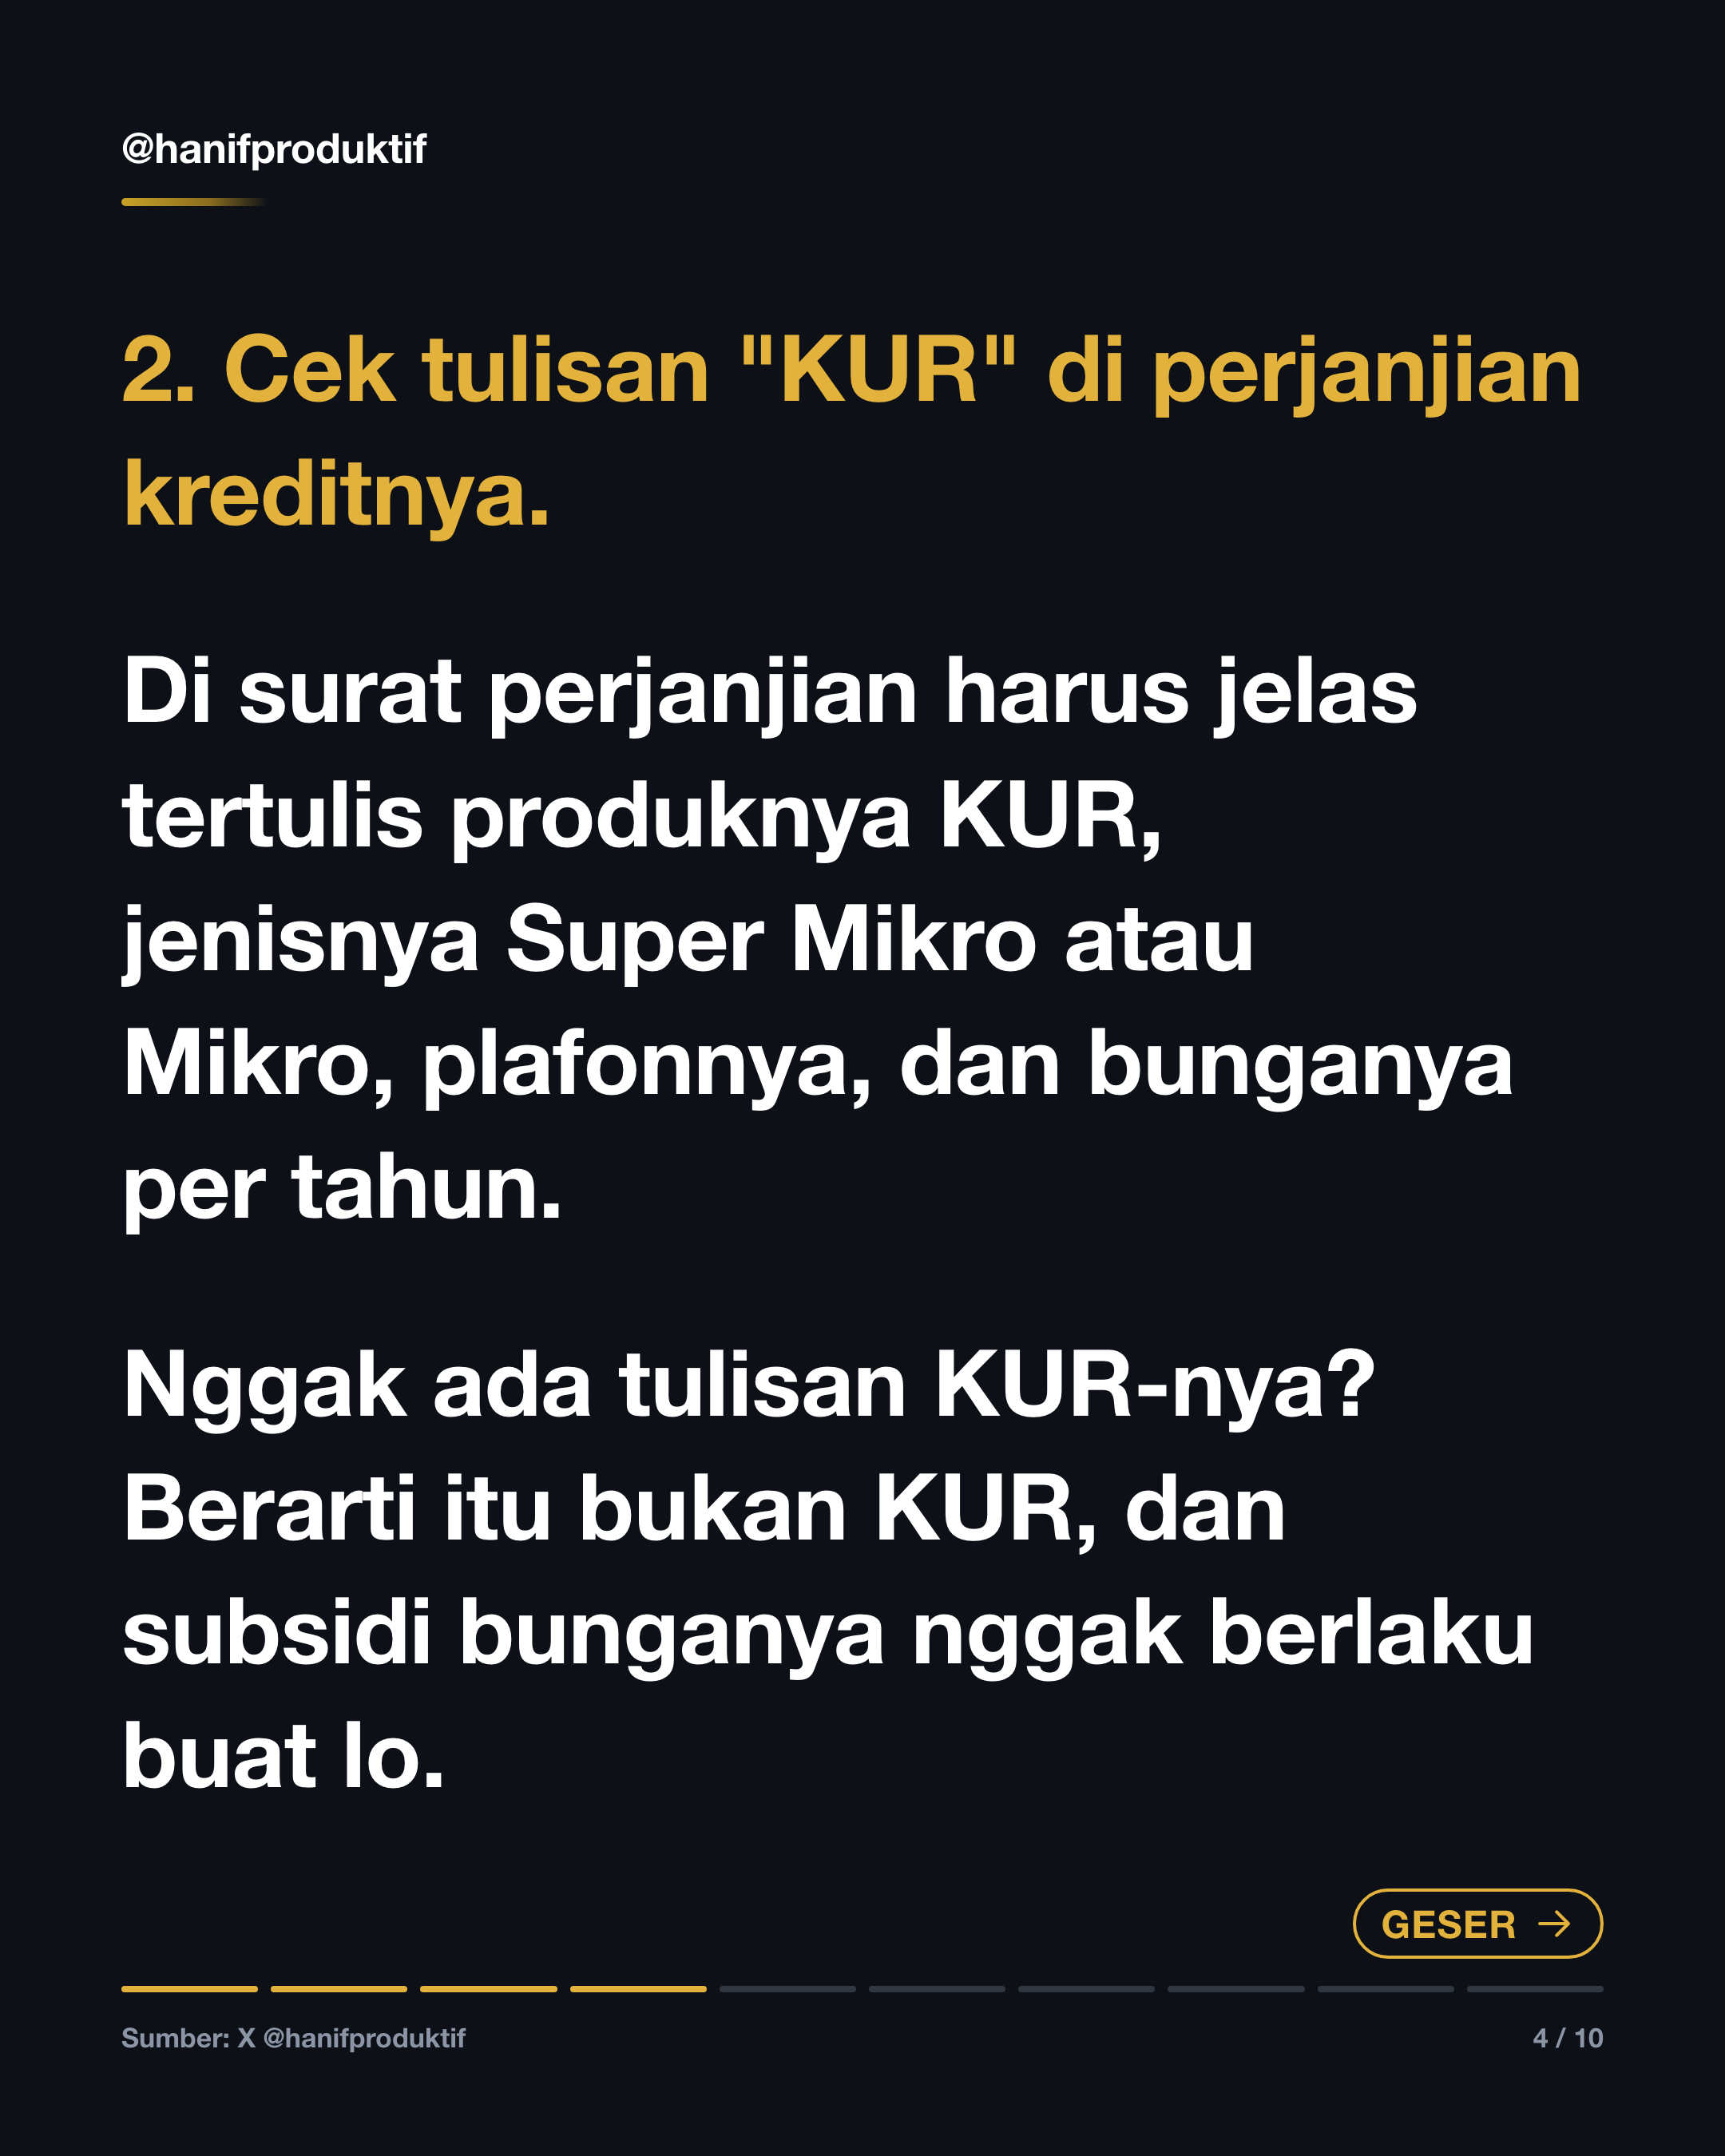 @hanifproduktif
2. Cek tulisan "KUR" di perjanjian
kreditnya.
Di surat perjanjian harus jelas
tertulis produknya KUR,
jenisnya Super Mikro atau
Mikro, plafonnya, dan bunganya
per tahun.
Nggak ada tulisan KUR-nya?
Berarti itu bukan KUR, dan
subsidi bunganya nggak berlaku
buat lo.
GESER →
Sumber: X @hanifproduktif
4 / 10